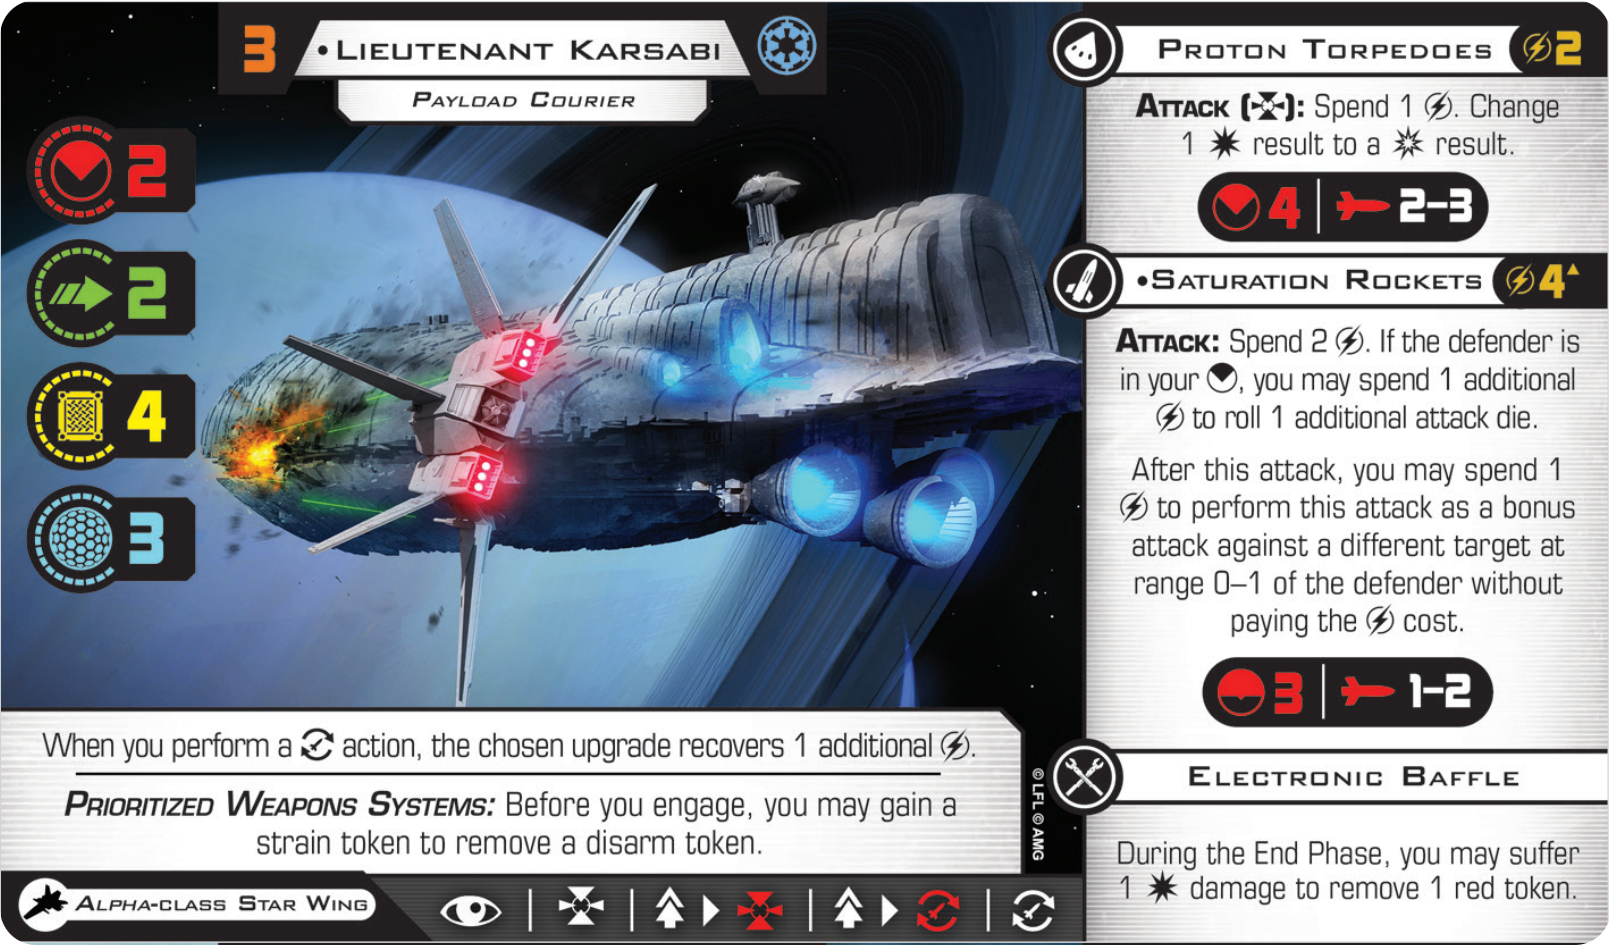 3 •Lieutenant Karsabi
Payload Courier
2
2
4
3
When you perform a action, the chosen upgrade recovers 1 additional .
Prioritized Weapons Systems: Before you engage, you may gain a
strain token to remove a disarm token.
© LFL © AMG
Alpha-class Star Wing
Proton Torpedoes 2
Attack ( ): Spend 1 . Change
1 result to a result.
4 | 2–3
•Saturation Rockets 4
Attack: Spend 2 . If the defender is
in your , you may spend 1 additional
to roll 1 additional attack die.
After this attack, you may spend 1
to perform this attack as a bonus
attack against a different target at
range 0–1 of the defender without
paying the cost.
3 | 1–2
Electronic Baffle
During the End Phase, you may suffer
1 damage to remove 1 red token.